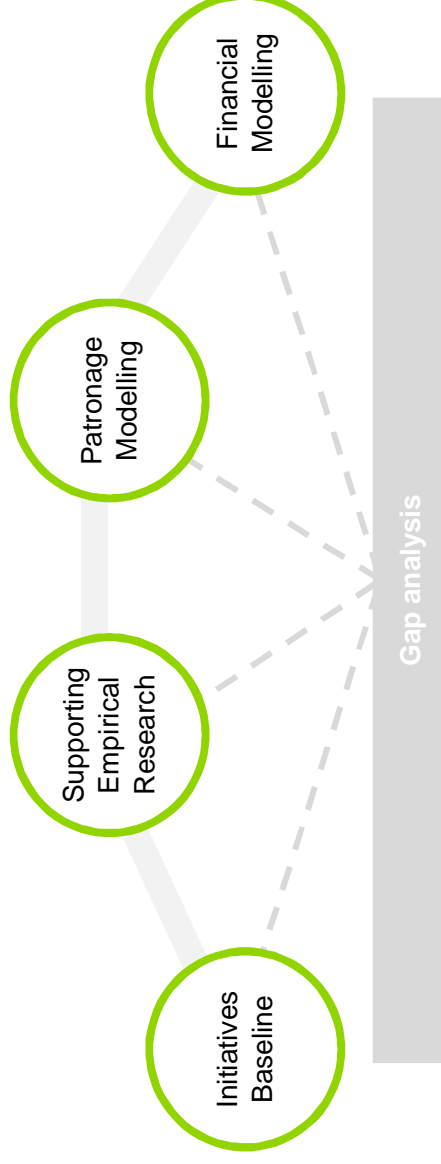 Initiatives
Baseline
Supporting
Empirical
Research
Patronage
Modelling
Financial
Modelling
Gap analysis